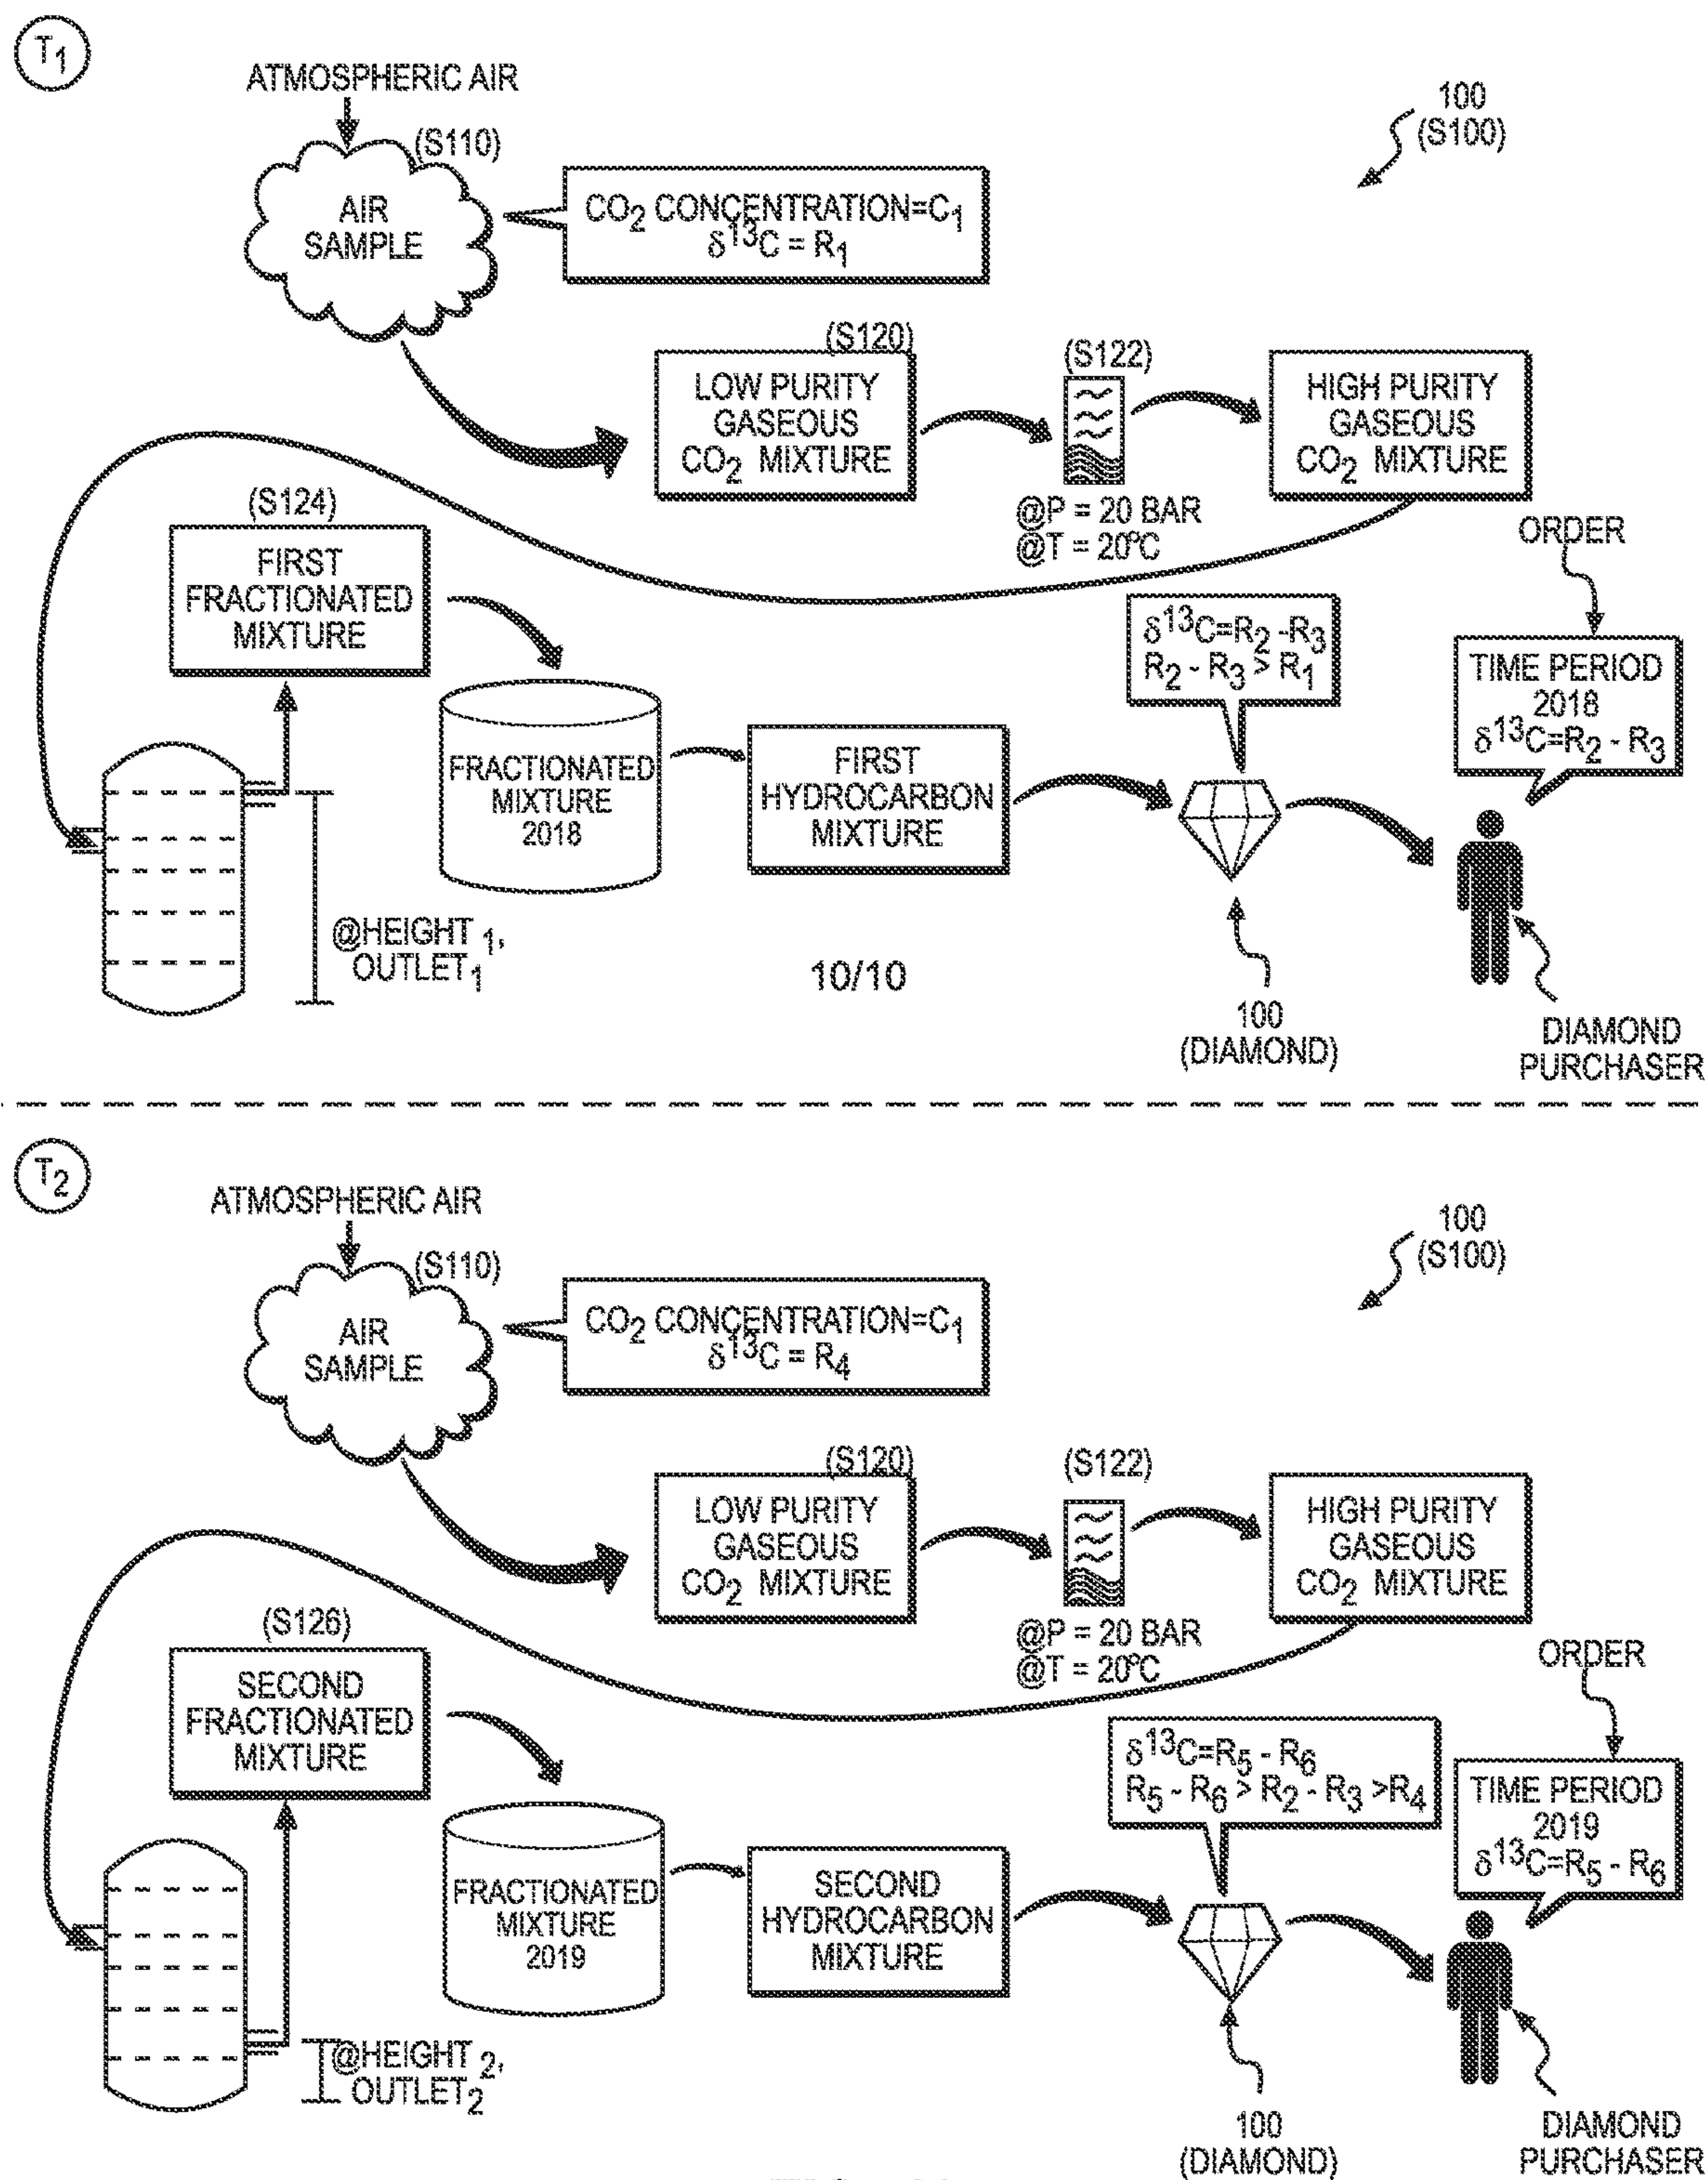 T1
ATMOSPHERIC AIR
100
(S100)
(S110)
AIR
SAMPLE
CO2 CONCENTRATION=C1
δ13C = R1
(S120)
LOW PURITY
GASEOUS
CO2 MIXTURE
(S122)
@P = 20 BAR
@T = 20°C
HIGH PURITY
GASEOUS
CO2 MIXTURE
(S124)
FIRST
FRACTIONATED
MIXTURE
ORDER
δ13C=R2 -R3
R2 - R3 > R1
TIME PERIOD
2018
δ13C=R2 - R3
FRACTIONATED
MIXTURE
2018
FIRST
HYDROCARBON
MIXTURE
@HEIGHT 1,
OUTLET1
10/10
100
(DIAMOND)
DIAMOND
PURCHASER
T2
ATMOSPHERIC AIR
100
(S100)
(S110)
AIR
SAMPLE
CO2 CONCENTRATION=C1
δ13C = R4
(S120)
LOW PURITY
GASEOUS
CO2 MIXTURE
(S122)
@P = 20 BAR
@T = 20°C
HIGH PURITY
GASEOUS
CO2 MIXTURE
(S126)
SECOND
FRACTIONATED
MIXTURE
ORDER
δ13C=R5 - R6
R5 - R6 > R2 - R3 >R4
TIME PERIOD
2019
δ13C=R5 - R6
FRACTIONATED
MIXTURE
2019
SECOND
HYDROCARBON
MIXTURE
@HEIGHT 2,
OUTLET2
100
(DIAMOND)
DIAMOND
PURCHASER